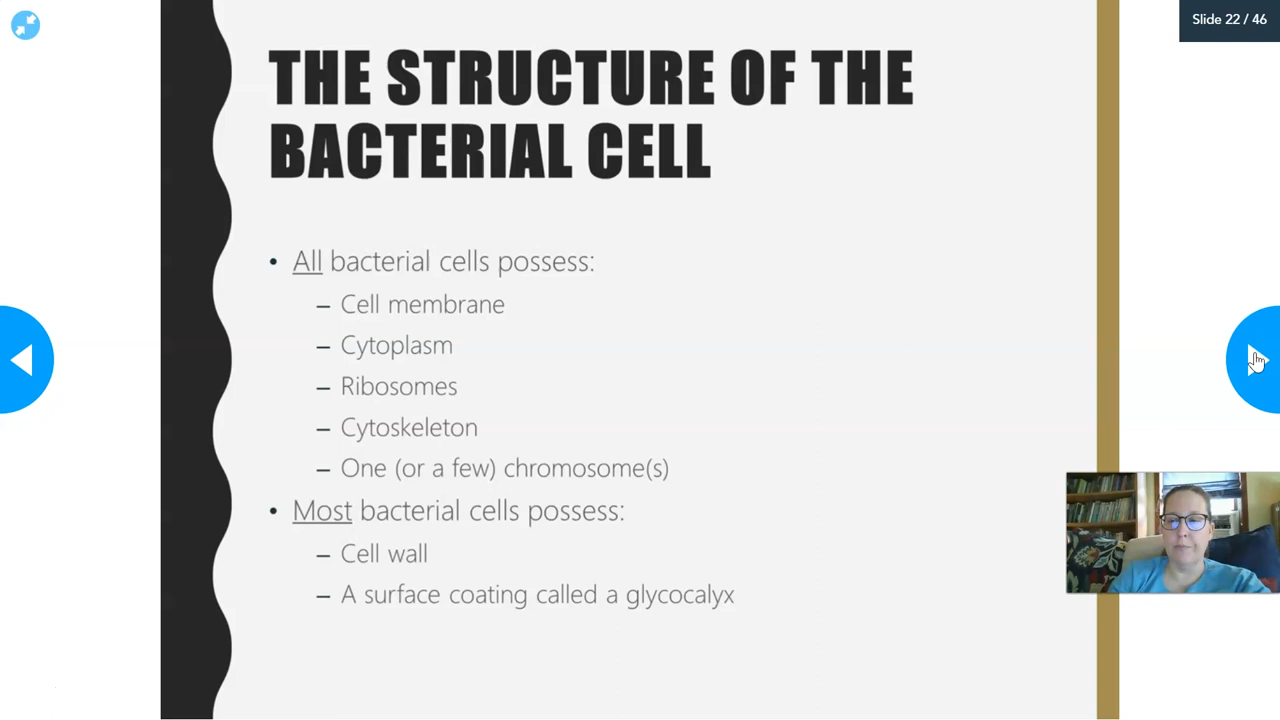 Slide 22 / 46
THE STRUCTURE OF THE
BACTERIAL CELL
• All bacterial cells possess:
– Cell membrane
– Cytoplasm
– Ribosomes
– Cytoskeleton
– One (or a few) chromosome(s)
• Most bacterial cells possess:
– Cell wall
– A surface coating called a glycocalyx